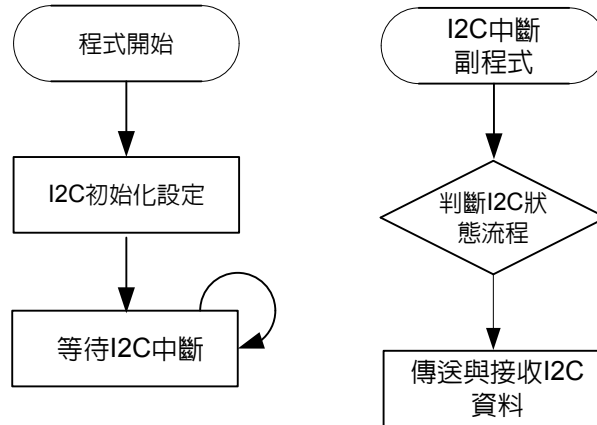 程式開始
I2C初始化設定
等待I2C中斷
I2C中斷
副程式
判斷I2C狀
態流程
傳送與接收I2C
資料